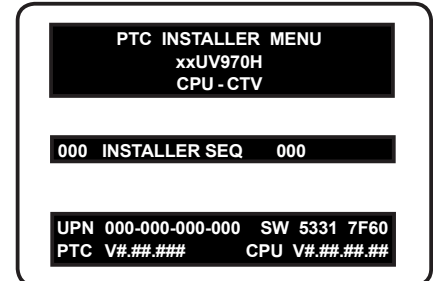 PTC INSTALLER MENU
xxUV970H
CPU - CTV
000 INSTALLER SEQ 000
UPN 000-000-000-000 SW 5331 7F60
PTC V#.##.### CPU V#.##.##.##